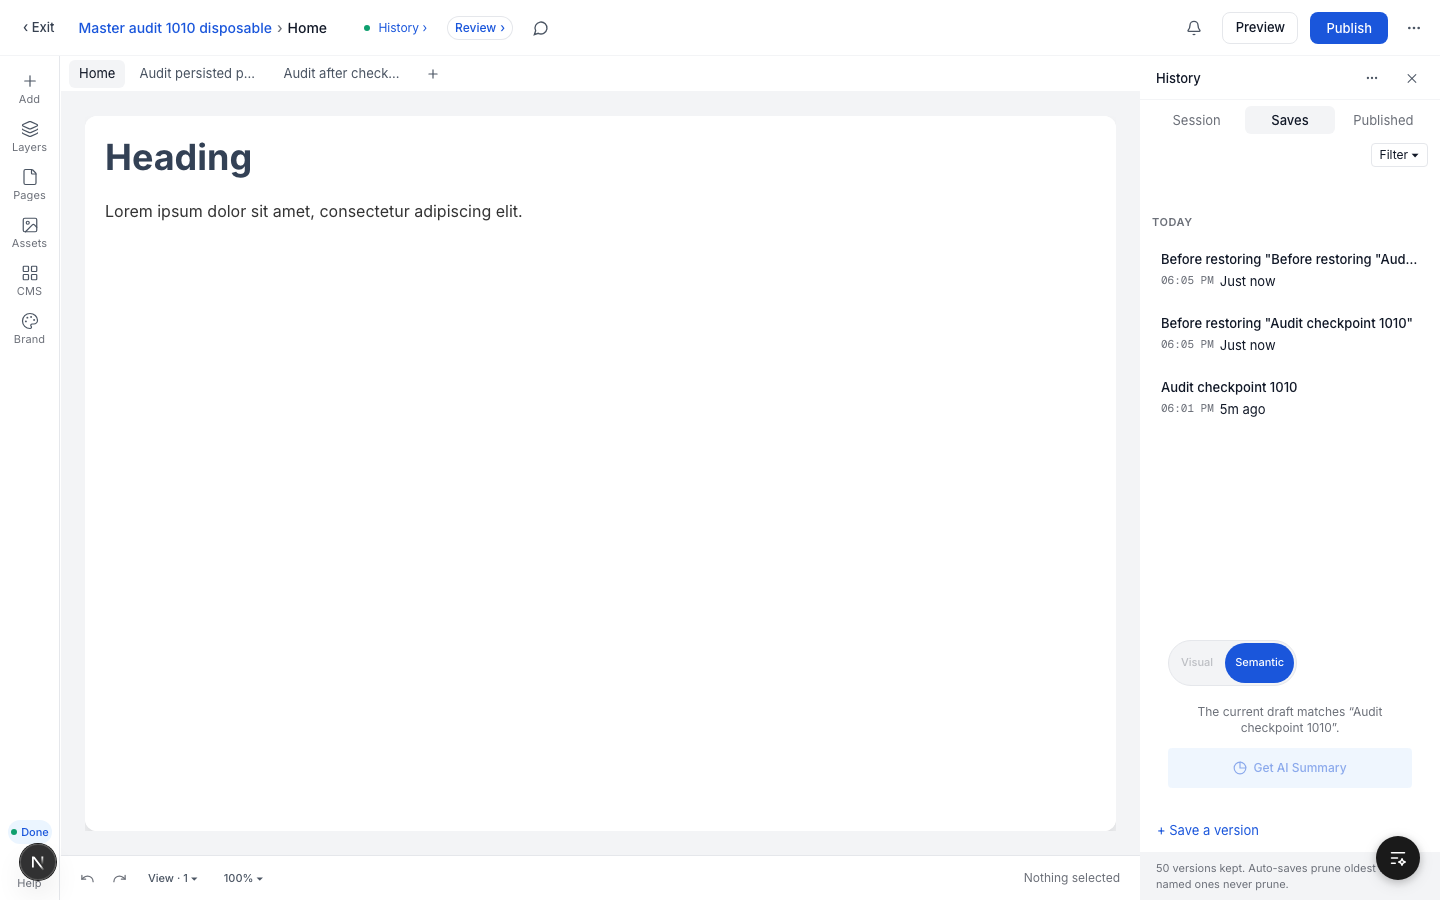 ‹ Exit
Master audit 1010 disposable › Home
History ›
Review ›
Preview
Publish
Home
Audit persisted p...
Audit after check...
Add
Layers
Pages
Assets
CMS
Brand
Done
N
Help
Heading
Lorem ipsum dolor sit amet, consectetur adipiscing elit.
View · 1
100%
Nothing selected
History
Session
Saves
Published
Filter
TODAY
Before restoring "Before restoring "Aud...
06:05 PM Just now
Before restoring "Audit checkpoint 1010"
06:05 PM Just now
Audit checkpoint 1010
06:01 PM 5m ago
Visual
Semantic
The current draft matches “Audit
checkpoint 1010”.
Get AI Summary
+ Save a version
50 versions kept. Auto-saves prune oldest
named ones never prune.